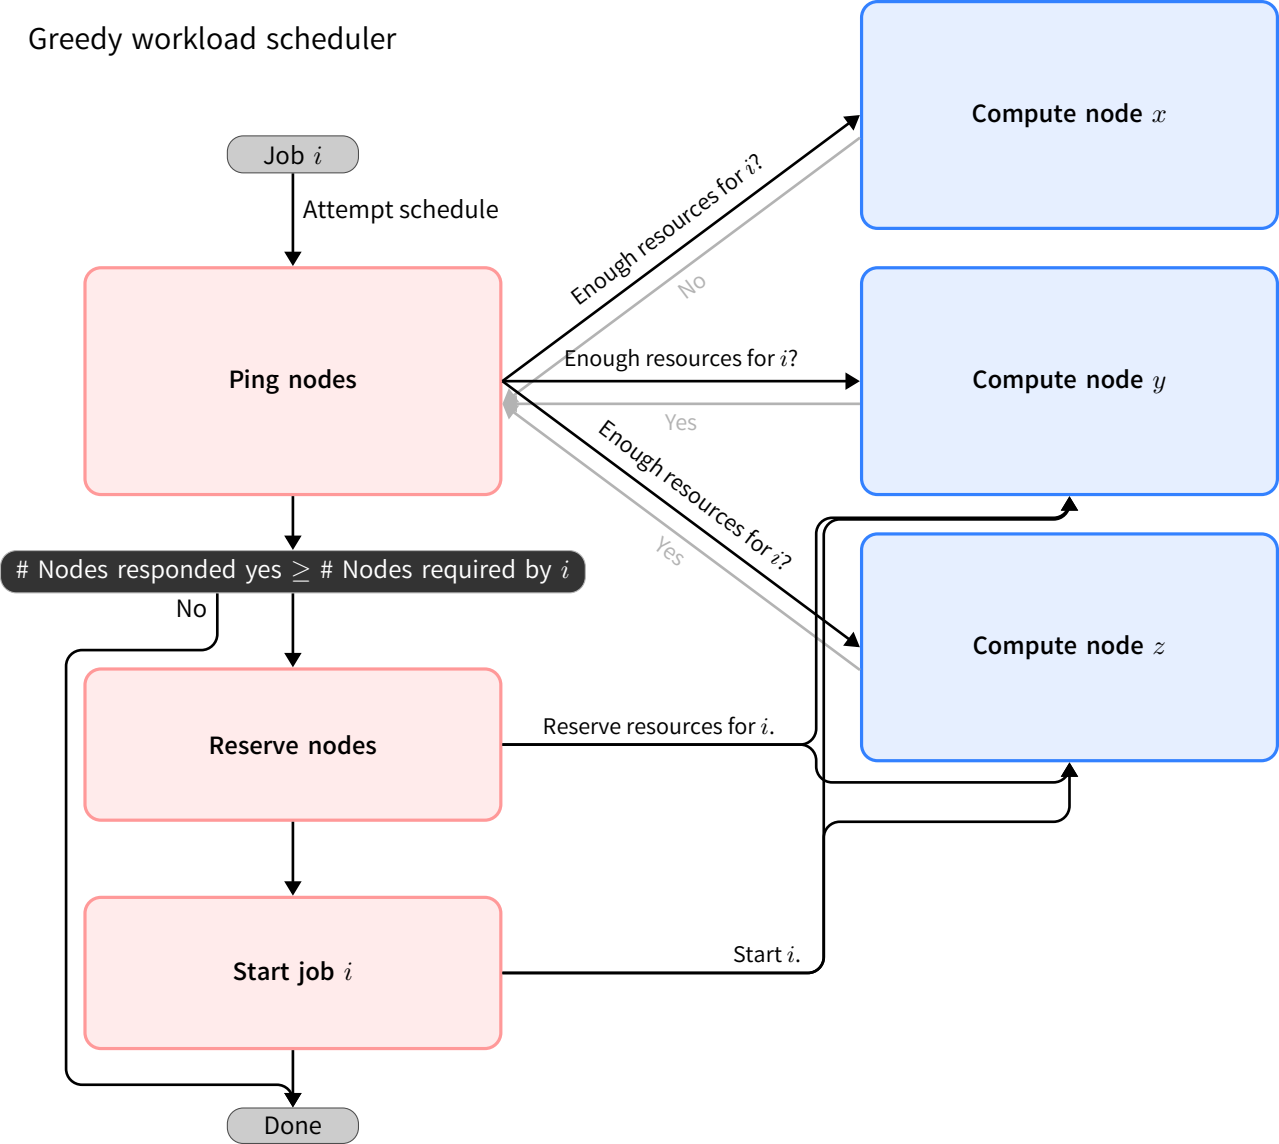 Greedy workload scheduler
Compute node x
Job i
Attempt schedule
Enough resources for i?
No
Ping nodes
Enough resources for i?
Compute node y
Yes
Enough resources for i?
Yes
# Nodes responded yes ≥ # Nodes required by i
No
Compute node z
Reserve nodes
Reserve resources for i.
Start job i
Start i.
Done